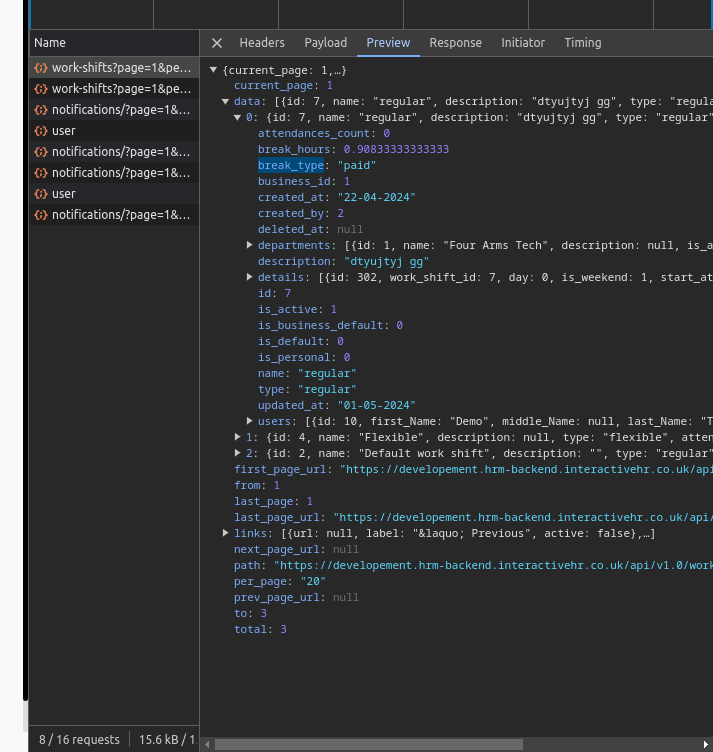 Name
Headers Payload Preview Response Initiator Timing
work-shifts?page=1&pe...
work-shifts?page=1&pe...
notifications/?page=1&...
user
notifications/?page=1&...
notifications/?page=1&...
user
notifications/?page=1&...
{current_page: 1,…}
current_page: 1
data: [{id: 7, name: "regular", description: "dtyujtyj gg", type: "regula
0: {id: 7, name: "regular", description: "dtyujtyj gg", type: "regular"
attendances_count: 0
break_hours: 0.90833333333333
break_type: "paid"
business_id: 1
created_at: "22-04-2024"
created_by: 2
deleted_at: null
departments: [{id: 1, name: "Four Arms Tech", description: null, is_a
description: "dtyujtyj gg"
details: [{id: 302, work_shift_id: 7, day: 0, is_weekend: 1, start_at
id: 7
is_active: 1
is_business_default: 0
is_default: 0
is_personal: 0
name: "regular"
type: "regular"
updated_at: "01-05-2024"
users: [{id: 10, first_Name: "Demo", middle_Name: null, last_Name: "T
1: {id: 4, name: "Flexible", description: null, type: "flexible", atten
2: {id: 2, name: "Default work shift", description: "", type: "regular"
first_page_url: "https://developement.hrm-backend.interactivehr.co.uk/api
from: 1
last_page: 1
last_page_url: "https://developement.hrm-backend.interactivehr.co.uk/api/
links: [{url: null, label: "&laquo; Previous", active: false},…]
next_page_url: null
path: "https://developement.hrm-backend.interactivehr.co.uk/api/v1.0/work
per_page: "20"
prev_page_url: null
to: 3
total: 3
8 / 16 requests 15.6 kB / 1